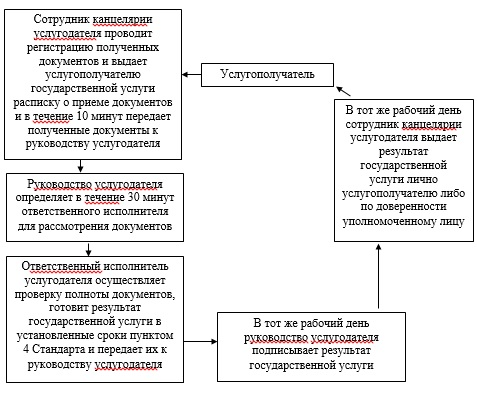 Сотрудник канцелярии
услугодателя проводит
регистрацию полученных
документов и выдает
услугополучателю
государственной услуги
расписку о приеме документов
и в течение 10 минут передает
полученные документы к
руководству услугодателя
Услугополучатель
Руководство услугодателя
определяет в течение 30 минут
ответственного исполнителя
для рассмотрения документов
Ответственный исполнитель
услугодателя осуществляет
проверку полноты документов,
готовит результат
государственной услуги в
установленные сроки пунктом
4 Стандарта и передает их к
руководству услугодателя
В тот же рабочий день
руководство услугодателя
подписывает результат
государственной услуги
В тот же рабочий день
сотрудник канцелярии
услугодателя выдает
результат
государственной
услуги лично
услугополучателю либо
по доверенности
уполномоченному лицу